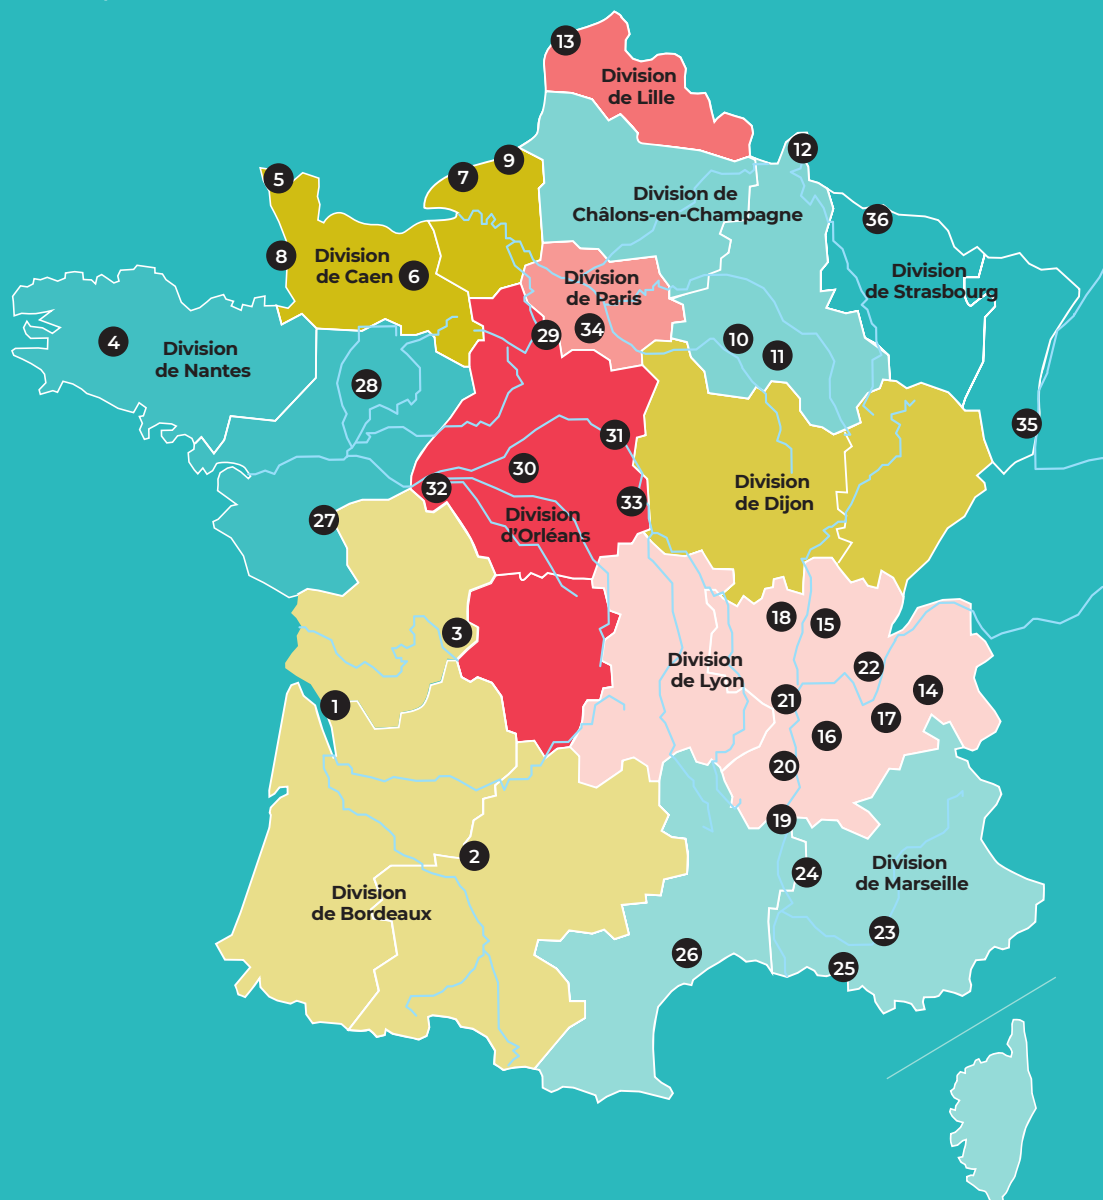 13
Division
de Lille
12
9
7
5
Division de
Châlons-en-Champagne
36
8
Division
de Caen
6
Division
de Paris
Division
de Strasbourg
4
Division
de Nantes
29
34
10
11
28
35
31
30
32
33
27
Division
d'Orléans
Division
de Dijon
3
18
15
Division
de Lyon
22
14
1
21
17
16
20
19
2
24
Division
de Marseille
Division
de Bordeaux
23
26
25